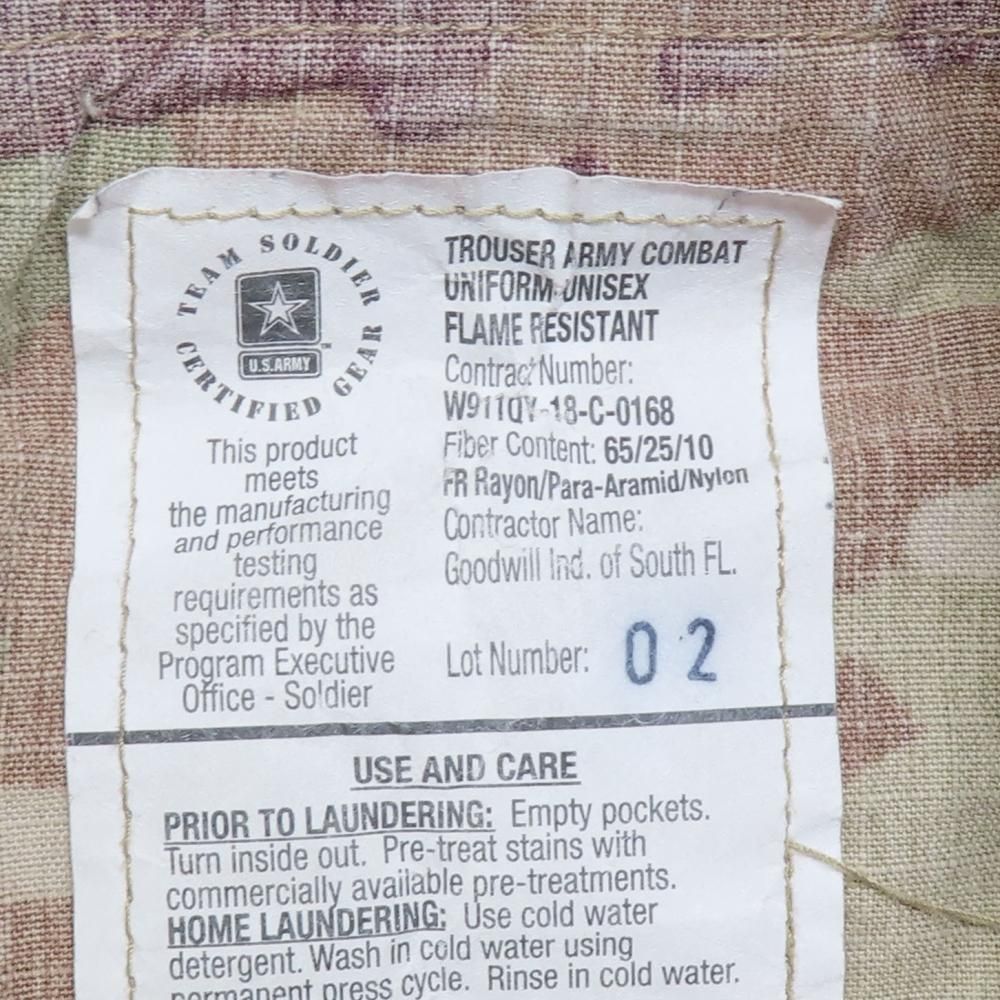 TEAM SOLDIER
CERTIFIED GEAR
U.S.ARMY
TM
This product
meets
the manufacturing
and performance
testing
requirements as
specified by the
Program Executive
Office - Soldier
TROUSER ARMY COMBAT
UNIFORM-UNISEX
FLAME RESISTANT
Contract Number:
W911QY-18-C-0168
Fiber Content: 65/25/10
FR Rayon/Para-Aramid/Nylon
Contractor Name:
Goodwill Ind. of South FL.
Lot Number: 02
USE AND CARE
PRIOR TO LAUNDERING: Empty pockets.
Turn inside out. Pre-treat stains with
commercially available pre-treatments.
HOME LAUNDERING: Use cold water
detergent. Wash in cold water using
permanent press cycle. Rinse in cold water.